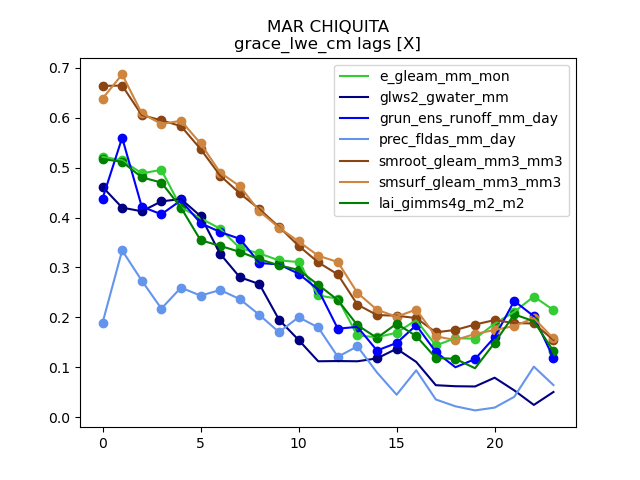 MAR CHIQUITA
grace_lwe_cm lags [X]
0.7
0.6
0.5
0.4
0.3
0.2
0.1
0.0
e_gleam_mm_mon
glws2_gwater_mm
grun_ens_runoff_mm_day
prec_fldas_mm_day
smroot_gleam_mm3_mm3
smsurf_gleam_mm3_mm3
lai_gimms4g_m2_m2
0 5 10 15 20